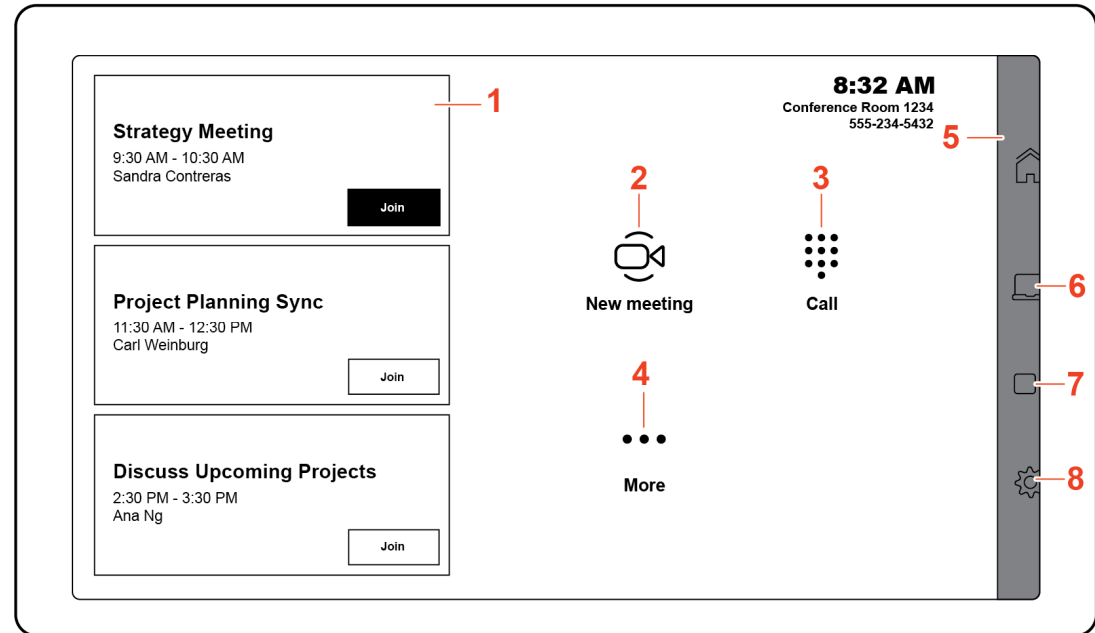 Strategy Meeting
9:30 AM - 10:30 AM
Sandra Contreras
Join
1
Project Planning Sync
11:30 AM - 12:30 PM
Carl Weinburg
Join
Discuss Upcoming Projects
2:30 PM - 3:30 PM
Ana Ng
Join
8:32 AM
Conference Room 1234
555-234-5432
2
New meeting
3
Call
4
More
5
6
7
8